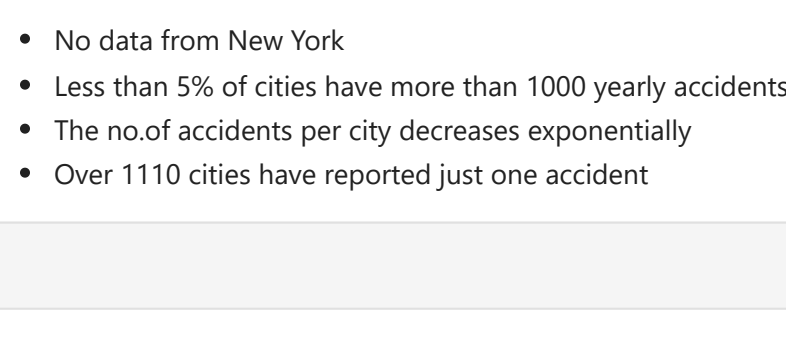 • No data from New York
• Less than 5% of cities have more than 1000 yearly accidents
• The no.of accidents per city decreases exponentially
• Over 1110 cities have reported just one accident